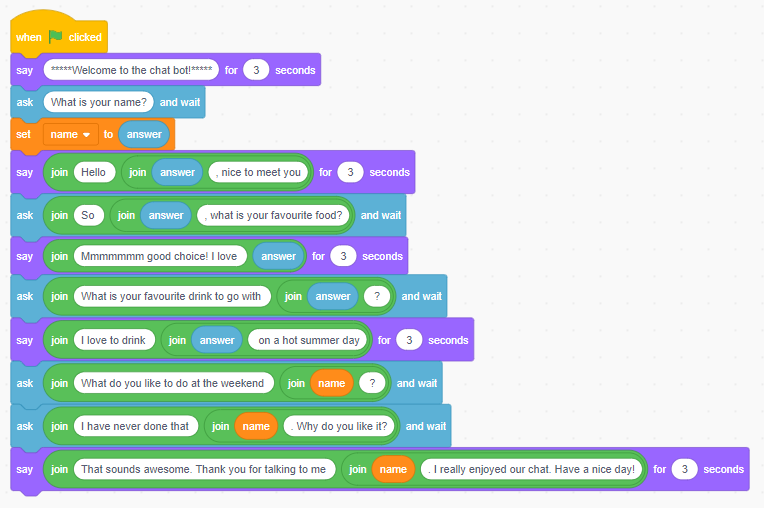 when clicked
say *****Welcome to the chat bot!***** for 3 seconds
ask What is your name? and wait
set name to answer
say join Hello join answer , nice to meet you for 3 seconds
ask join So join answer , what is your favourite food? and wait
say join Mmmmmmm good choice! I love answer for 3 seconds
ask join What is your favourite drink to go with join answer ? and wait
say join I love to drink join answer on a hot summer day for 3 seconds
ask join What do you like to do at the weekend join name ? and wait
ask join I have never done that join name . Why do you like it? and wait
say join That sounds awesome. Thank you for talking to me join name . I really enjoyed our chat. Have a nice day! for 3 seconds